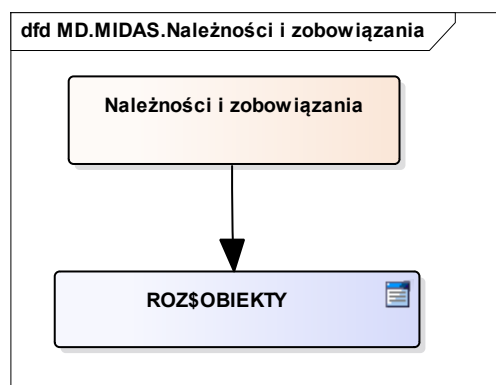 dfd MD.MIDAS.Należności i zobowiązania
Należności i zobowiązania
ROZ$OBIEKTY